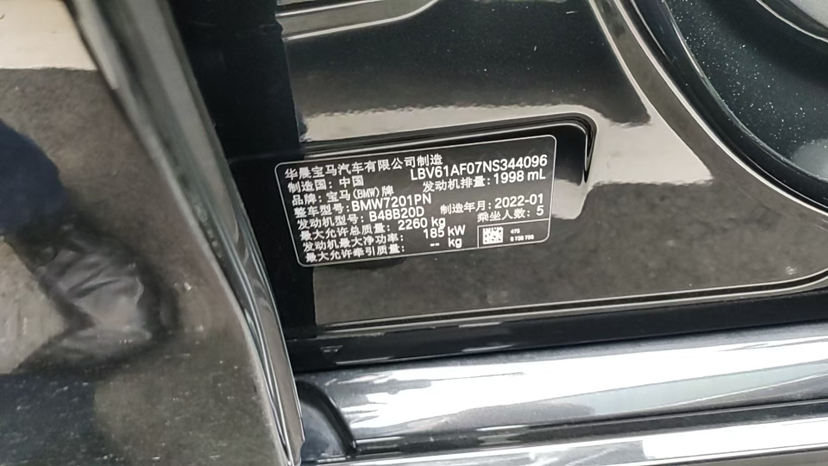 华晨宝马汽车有限公司制造 LBV61AF07NS344096
制造国: 中国 发动机排量: 1998 mL
品牌: 宝马(BMW)牌
整车型号: BMW7201PN 制造年月: 2022-01
发动机型号: B48B20D 乘坐人数: 5
最大允许总质量: 2260 kg
发动机最大净功率: 185 kW
最大允许牵引质量: -- kg